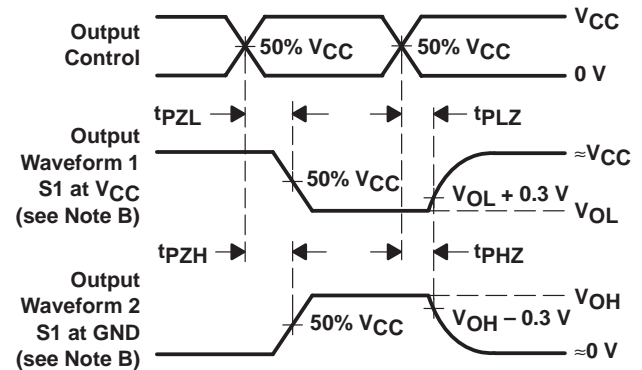 Output
Control
50% VCC
50% VCC
VCC
0 V
tPZL
tPLZ
Output
Waveform 1
S1 at VCC
(see Note B)
50% VCC
≈VCC
VOL + 0.3 V
VOL
tPZH
tPHZ
Output
Waveform 2
S1 at GND
(see Note B)
50% VCC
VOH
VOH – 0.3 V
≈0 V